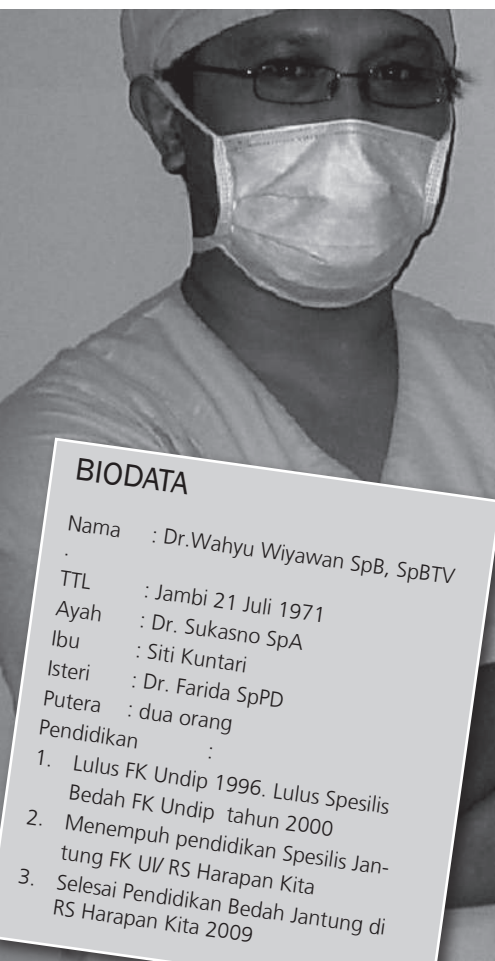 BIODATA
Nama : Dr.Wahyu Wiyawan SpB, SpBTV
.
TTL : Jambi 21 Juli 1971
Ayah : Dr. Sukasno SpA
Ibu : Siti Kuntari
Isteri : Dr. Farida SpPD
Putera : dua orang
Pendidikan :
1. Lulus FK Undip 1996. Lulus Spesilis
Bedah FK Undip tahun 2000
2. Menempuh pendidikan Spesilis Jan-
tung FK UI/ RS Harapan Kita
3. Selesai Pendidikan Bedah Jantung di
RS Harapan Kita 2009